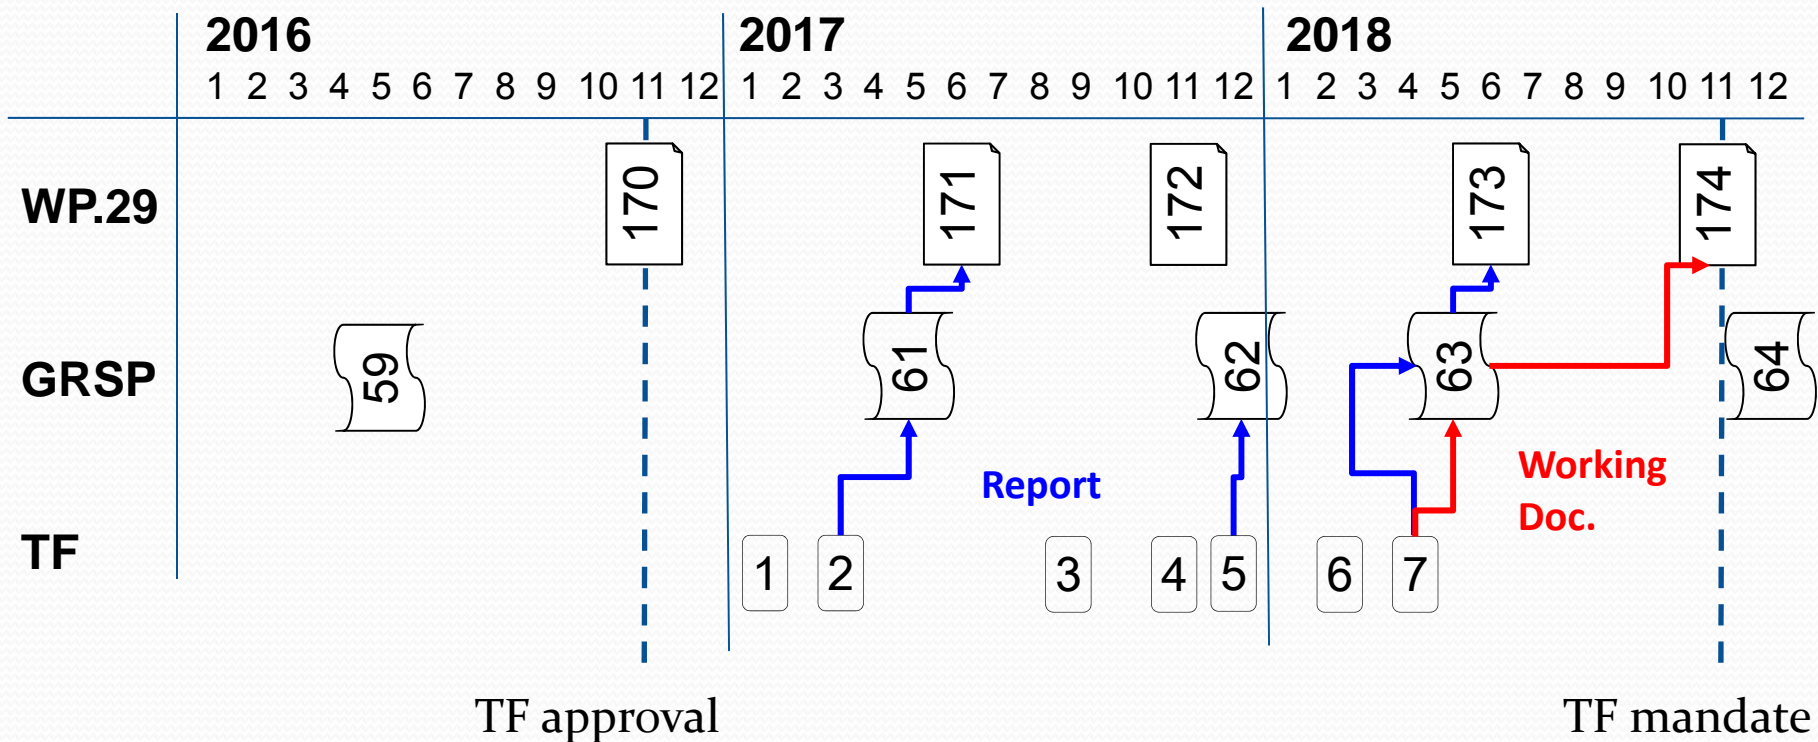 2016 2017 2018
1 2 3 4 5 6 7 8 9 10 11 12 1 2 3 4 5 6 7 8 9 10 11 12 1 2 3 4 5 6 7 8 9 10 11 12
WP.29 170 171 172 173 174
GRSP 59 61 62 63 64
Report
Working
Doc.
TF 1 2 3 4 5 6 7
TF approval TF mandate